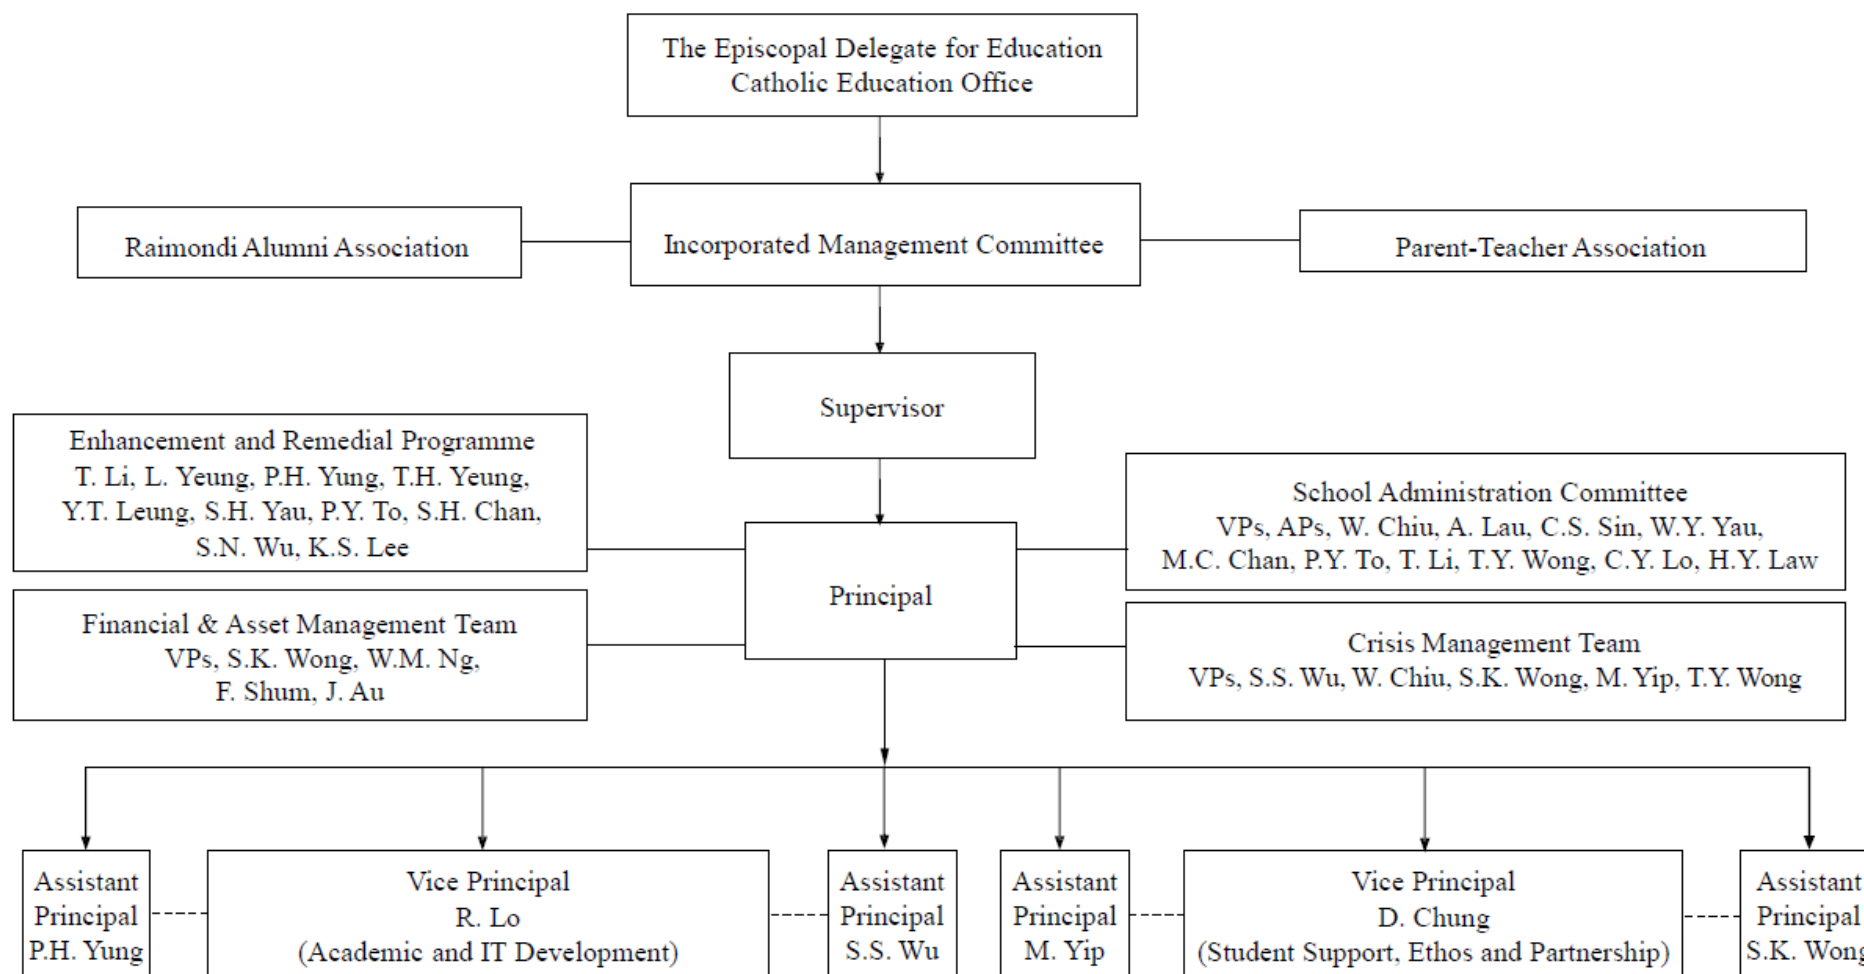 The Episcopal Delegate for Education
Catholic Education Office
Raimondi Alumni Association
Incorporated Management Committee
Parent-Teacher Association
Supervisor
Enhancement and Remedial Programme
T. Li, L. Yeung, P.H. Yung, T.H. Yeung,
Y.T. Leung, S.H. Yau, P.Y. To, S.H. Chan,
S.N. Wu, K.S. Lee
School Administration Committee
VPs, APs, W. Chiu, A. Lau, C.S. Sin, W.Y. Yau,
M.C. Chan, P.Y. To, T. Li, T.Y. Wong, C.Y. Lo, H.Y. Law
Principal
Financial & Asset Management Team
VPs, S.K. Wong, W.M. Ng,
F. Shum, J. Au
Crisis Management Team
VPs, S.S. Wu, W. Chiu, S.K. Wong, M. Yip, T.Y. Wong
Assistant
Principal
P.H. Yung
Vice Principal
R. Lo
(Academic and IT Development)
Assistant
Principal
S.S. Wu
Assistant
Principal
M. Yip
Vice Principal
D. Chung
(Student Support, Ethos and Partnership)
Assistant
Principal
S.K. Wong